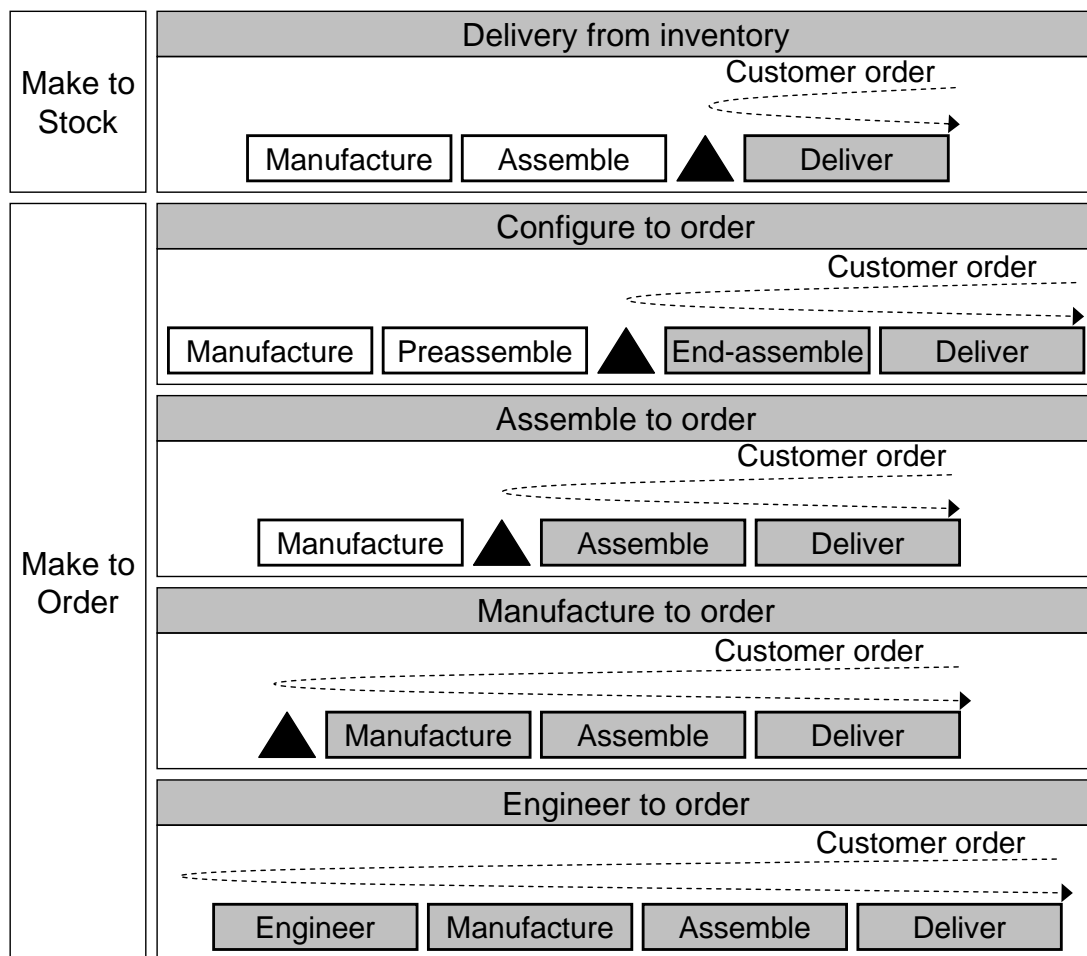 Make to
Stock
Delivery from inventory
Customer order
Manufacture
Assemble
Deliver
Make to
Order
Configure to order
Customer order
Manufacture
Preassemble
End-assemble
Deliver
Assemble to order
Customer order
Manufacture
Assemble
Deliver
Manufacture to order
Customer order
Manufacture
Assemble
Deliver
Engineer to order
Customer order
Engineer
Manufacture
Assemble
Deliver